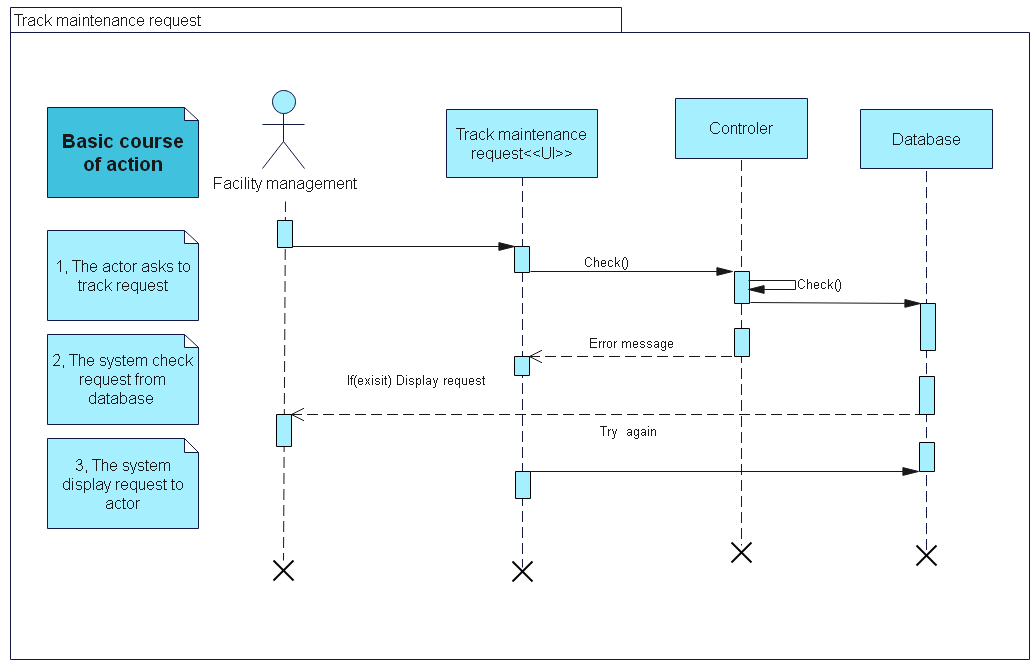 Track maintenance request
Basic course
of action
Facility management
Track maintenance
request<<UI>>
Controler
Database
1, The actor asks to
track request
Check()
Check()
2, The system check
request from
database
Error message
If(exisit) Display request
Try again
3, The system
display request to
actor